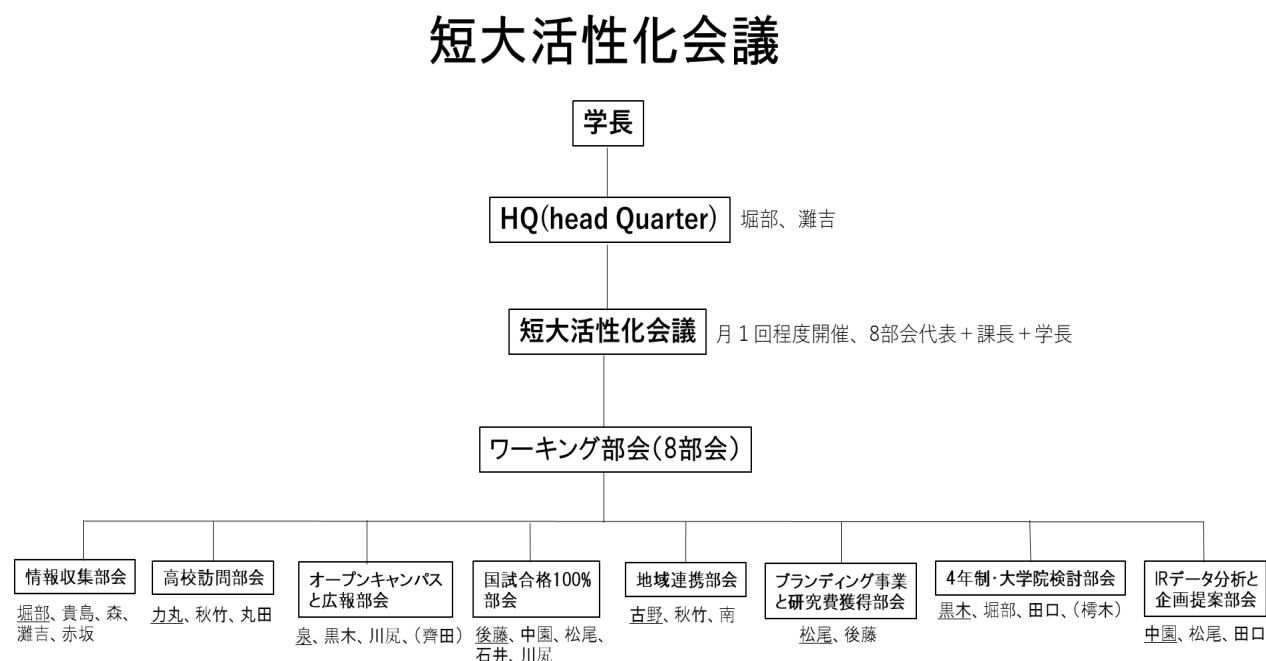 短大活性化会議
学長
HQ(head Quarter)
堀部、灘吉
短大活性化会議
月1回程度開催、8部会代表+課長+学長
ワーキング部会(8部会)
情報収集部会
堀部、貴島、森、
灘吉、赤坂
高校訪問部会
力丸、秋竹、丸田
オープンキャンパス
と広報部会
泉、黒木、川尻、(齊田)
国試合格100%
部会
後藤、中園、松尾、
石井、川尻
地域連携部会
古野、秋竹、南
ブランディング事業
と研究費獲得部会
松尾、後藤
4年制・大学院検討部会
黒木、堀部、田口、(樗木)
IRデータ分析と
企画提案部会
中園、松尾、田口